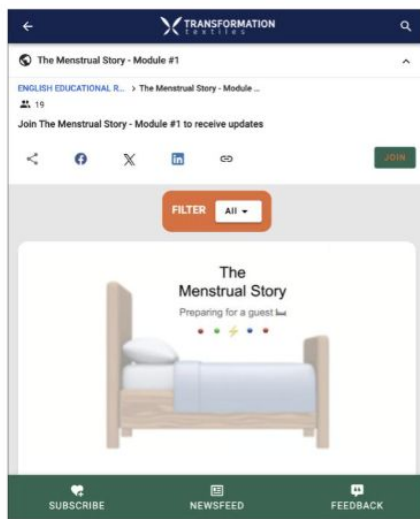 TRANSFORMATION
textiles
The Menstrual Story - Module #1
ENGLISH EDUCATIONAL R... > The Menstrual Story - Module ...
19
Join The Menstrual Story - Module #1 to receive updates
JOIN
FILTER All
The
Menstrual Story
Preparing for a guest
SUBSCRIBE NEWSFEED FEEDBACK